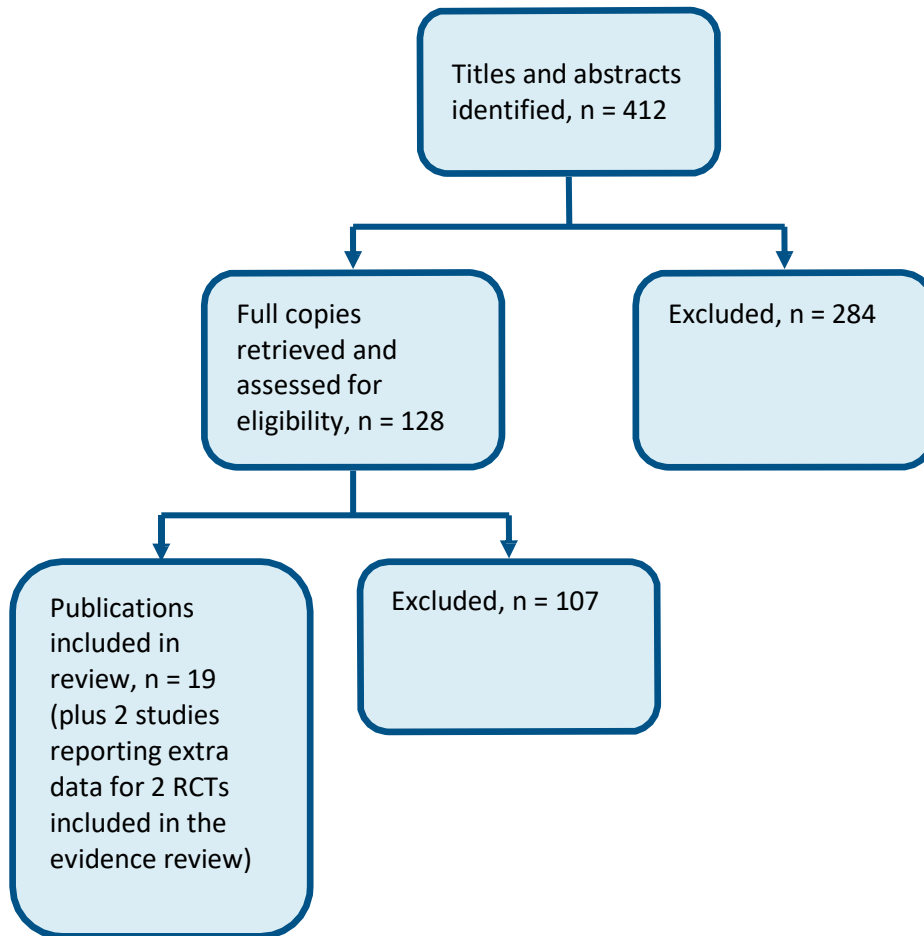 Titles and abstracts
identified, n = 412
Full copies
retrieved and
assessed for
eligibility, n = 128
Excluded, n = 284
Publications
included in
review, n = 19
(plus 2 studies
reporting extra
data for 2 RCTs
included in the
evidence review)
Excluded, n = 107